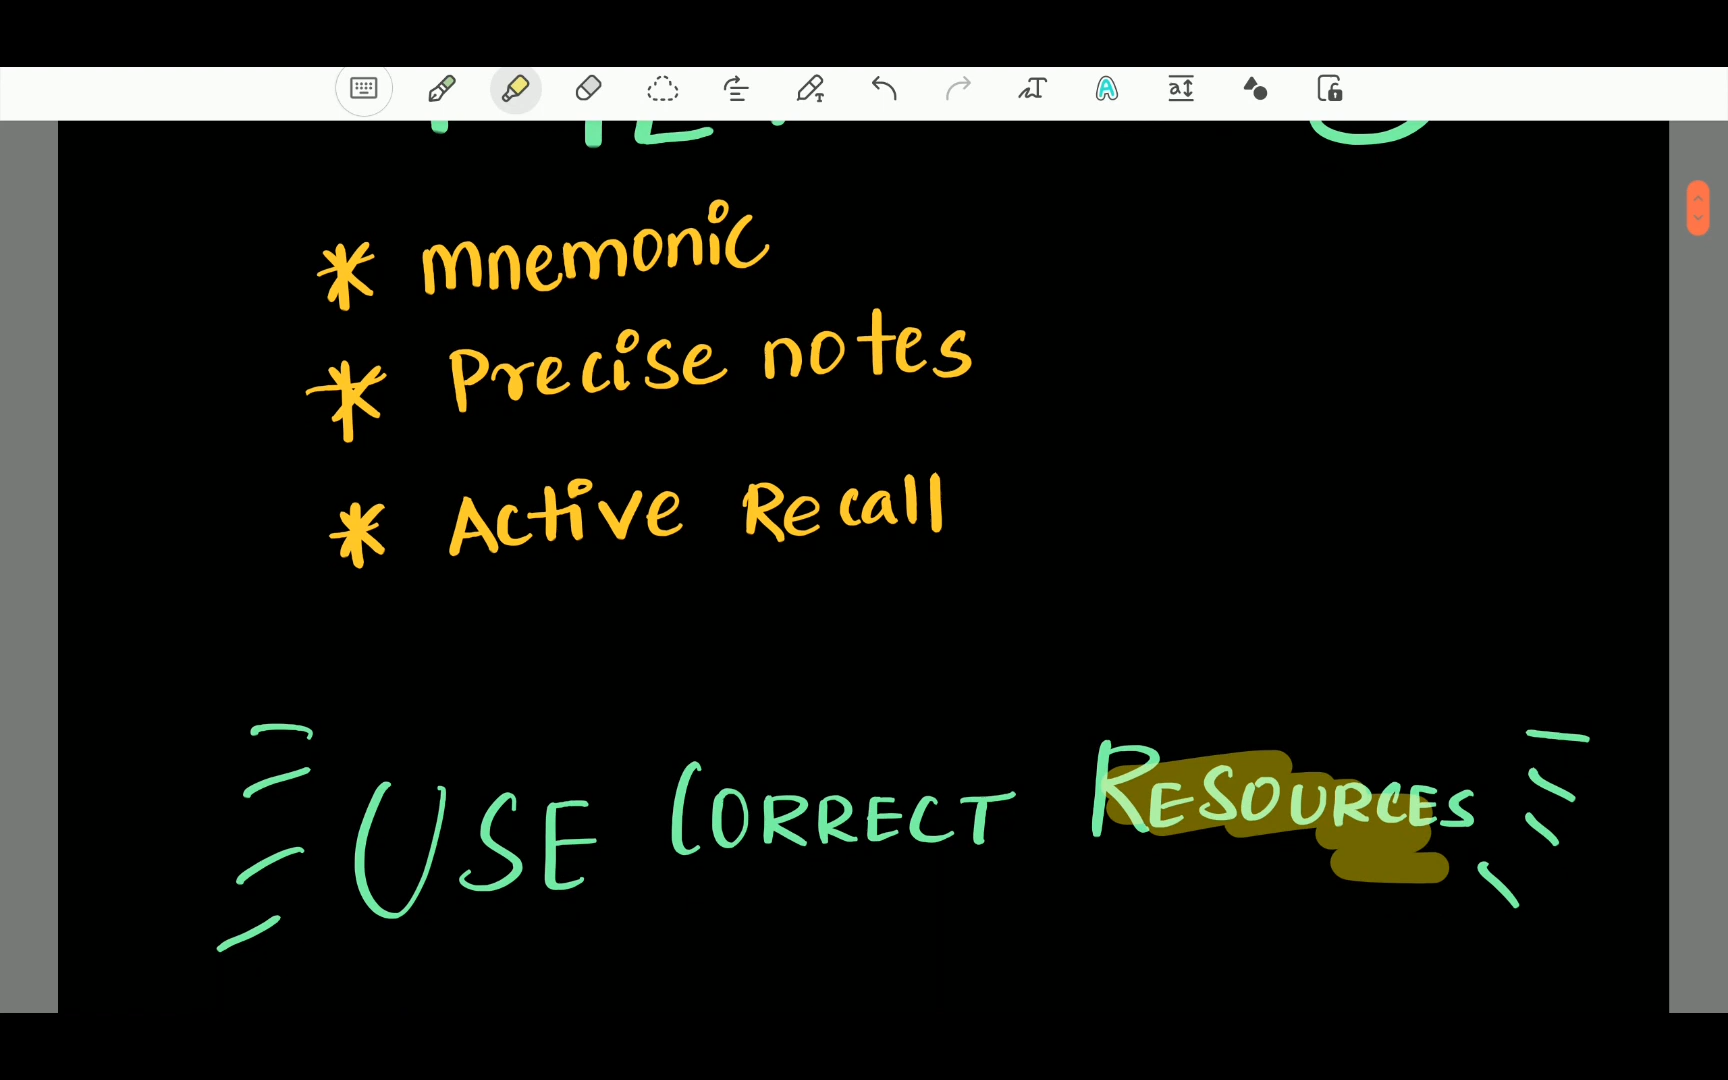 * mnemonic
* Precise notes
* Active Recall
USE CORRECT RESOURCES